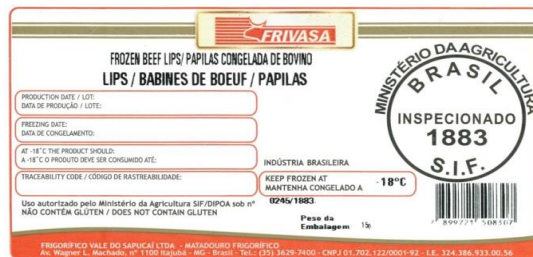 FRIVASA
FROZEN BEEF LIPS/ PAPILAS CONGELADA DE BOVINO
LIPS / BABINES DE BOEUF / PAPILAS
PRODUCTION DATE / LOT:
DATA DE PRODUÇÃO / LOTE:
FREEZING DATE:
DATA DE CONGELAMENTO:
AT -18°C THE PRODUCT SHOULD:
A -18°C O PRODUTO DEVE SER CONSUMIDO ATÉ:
TRACEABILITY CODE / CÓDIGO DE RASTREABILIDADE:
Uso autorizado pelo Ministério da Agricultura SIF/DIPOA sob nº
0245/1883
NÃO CONTÉM GLÚTEN / DOES NOT CONTAIN GLUTEN
INDÚSTRIA BRASILEIRA
KEEP FROZEN AT
MANTENHA CONGELADO A
-18°C
Peso da
Embalagem 15g
MINISTÉRIO DA AGRICULTURA
BRASIL
INSPECIONADO
1883
S.I.F.
7 899721 508307
FRIGORÍFICO VALE DO SAPUCAÍ LTDA. - MATADOURO FRIGORÍFICO
Av. Wagner L. Machado, nº 1100 Itajubá - MG - Brasil - Tel.: (35) 3629-7400 - CNPJ 01.702.122/0001-92 - I.E. 324.386.933.00.56